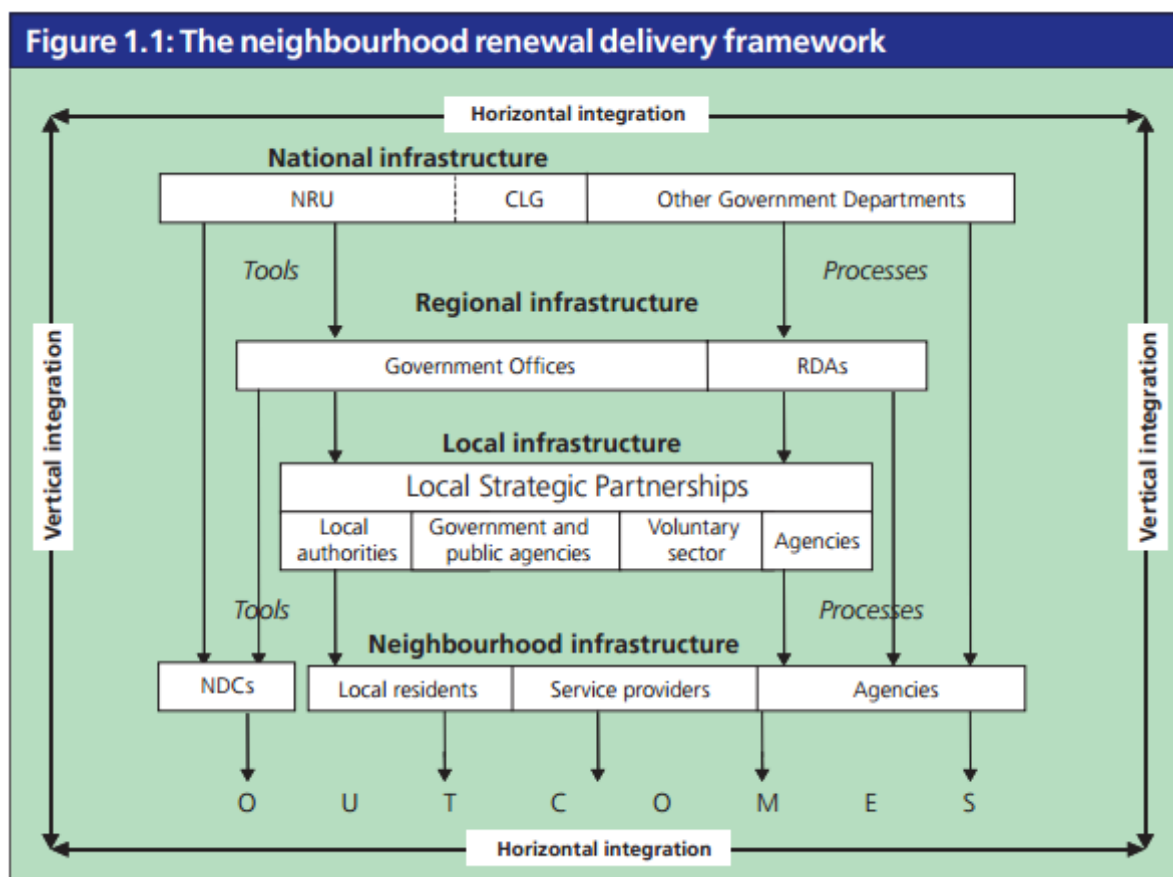 Figure 1.1: The neighbourhood renewal delivery framework
Horizontal integration
National infrastructure
NRU CLG Other Government Departments
Tools Processes
Regional infrastructure
Government Offices RDAs
Vertical integration
Vertical integration
Local infrastructure
Local Strategic Partnerships
Local authorities
Government and public agencies
Voluntary sector
Agencies
Tools Processes
Neighbourhood infrastructure
NDCs Local residents Service providers Agencies
O U T C O M E S
Horizontal integration